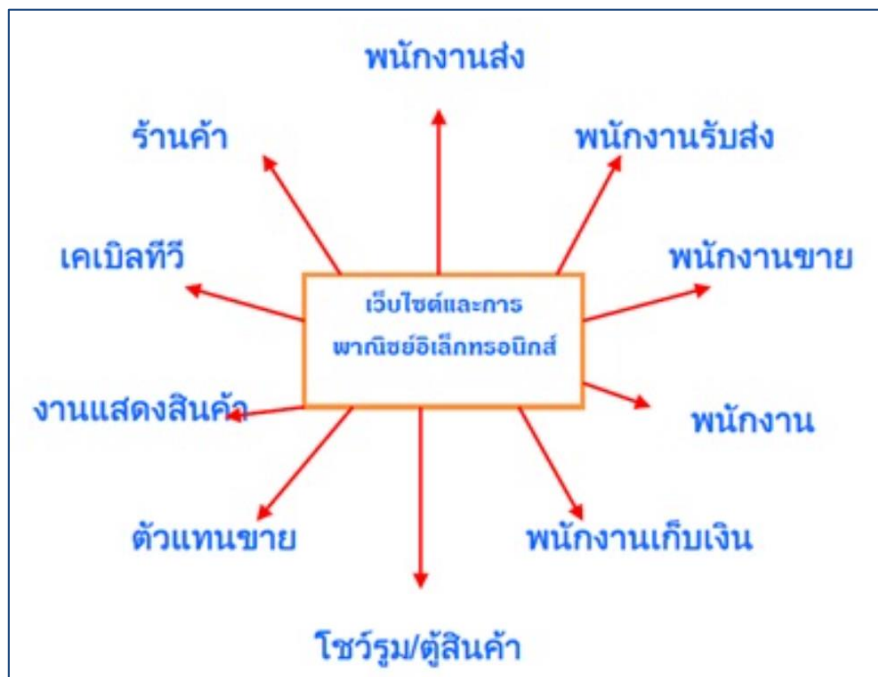 พนักงานส่ง
ร้านค้า
พนักงานรับส่ง
เคเบิลทีวี
พนักงานขาย
เว็บไซต์และการ
พาณิชย์อิเล็กทรอนิกส์
งานแสดงสินค้า
พนักงาน
ตัวแทนขาย
พนักงานเก็บเงิน
โชว์รูม/ตู้สินค้า